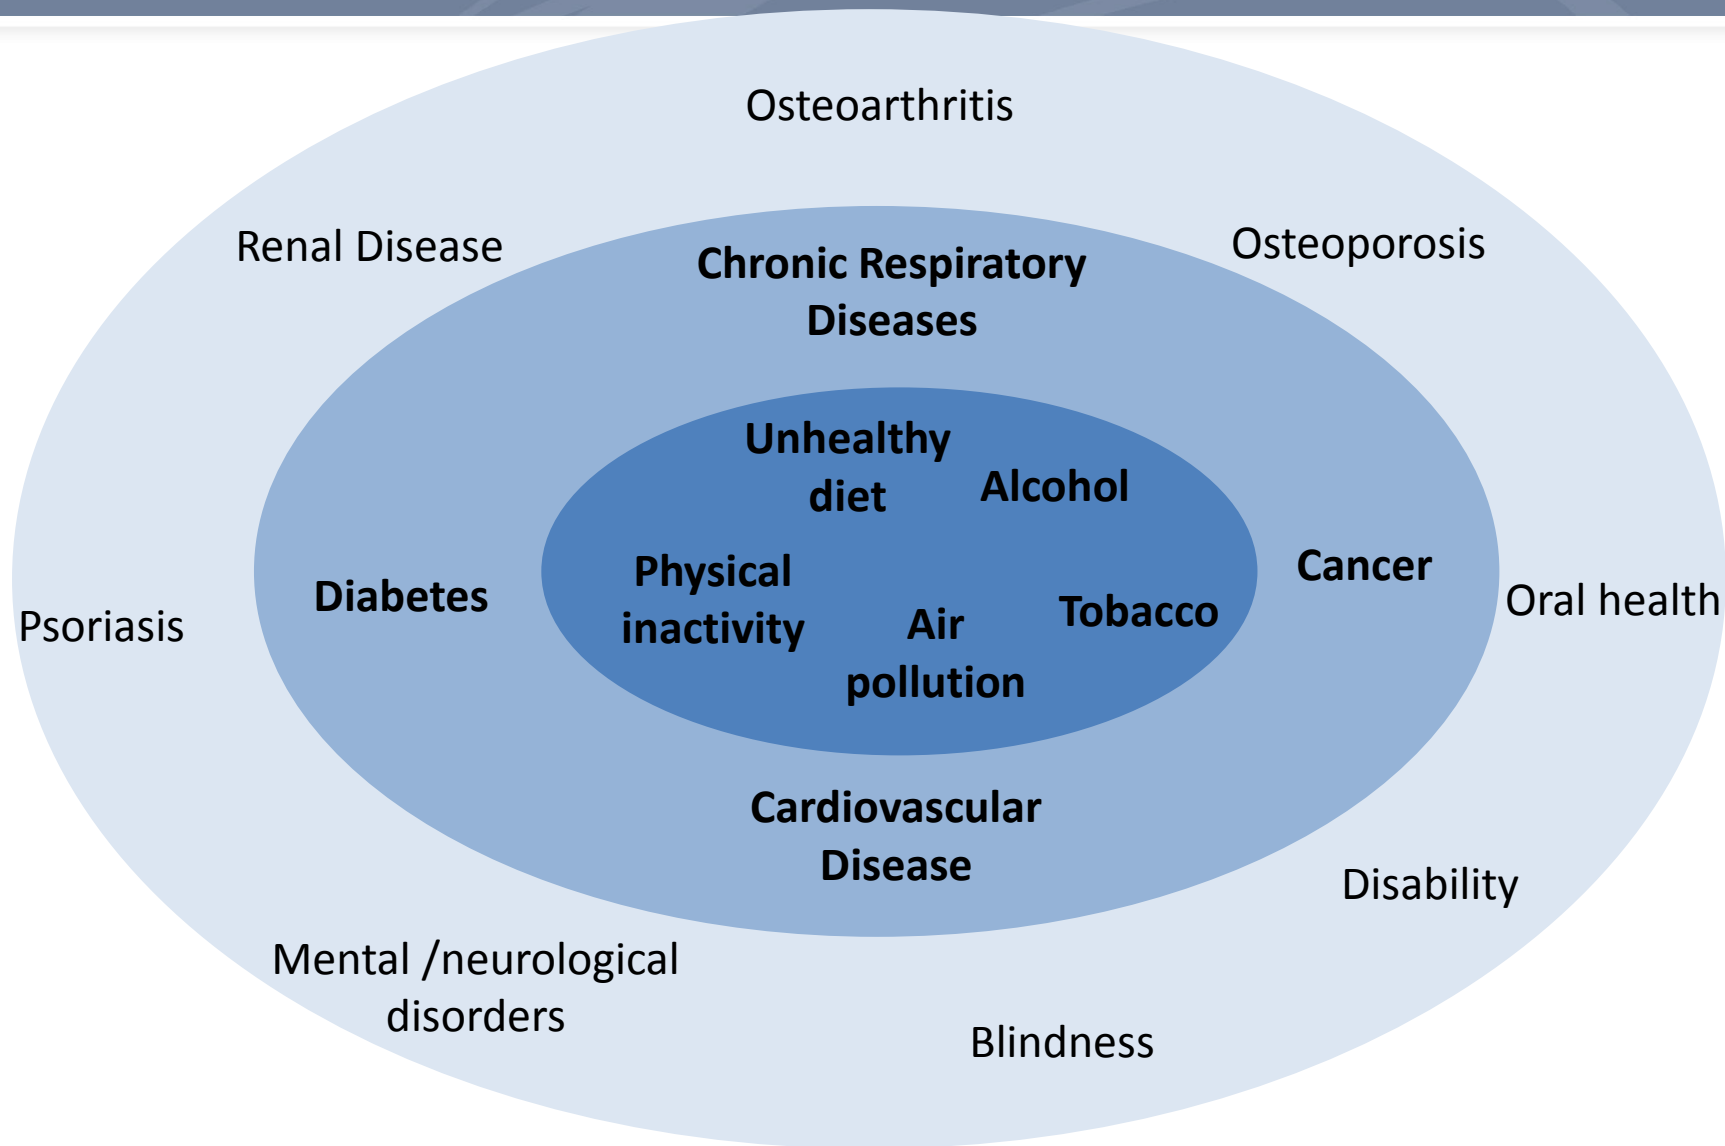 Osteoarthritis
Renal Disease
Osteoporosis
Chronic Respiratory
Diseases
Unhealthy
diet
Alcohol
Physical
inactivity
Air
pollution
Tobacco
Diabetes
Cancer
Psoriasis
Oral health
Cardiovascular
Disease
Disability
Mental /neurological
disorders
Blindness